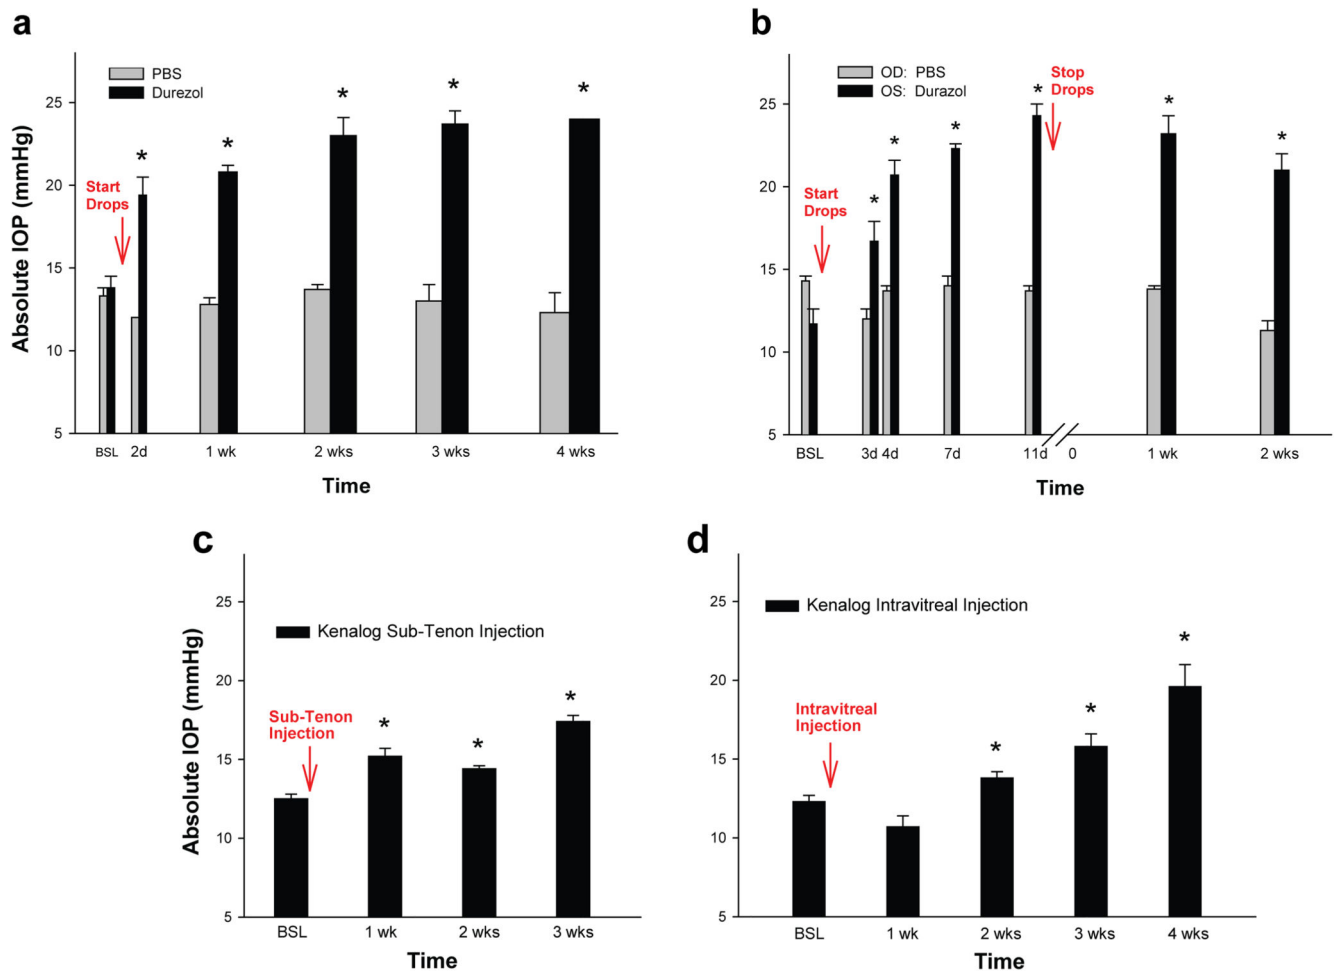 a
PBS
Durezol
Absolute IOP (mmHg)
25
20
15
10
5
Start
Drops
*
*
*
*
*
BSL 2d 1 wk 2 wks 3 wks 4 wks
Time
b
OD: PBS
OS: Durazol
25
20
15
10
5
Start
Drops
Stop
Drops
*
*
*
*
*
*
BSL 3d 4d 7d 11d 0 1 wk 2 wks
Time
c
Kenalog Sub-Tenon Injection
Absolute IOP (mmHg)
25
20
15
10
5
Sub-Tenon
Injection
*
*
*
BSL 1 wk 2 wks 3 wks
Time
d
Kenalog Intravitreal Injection
25
20
15
10
5
Intravitreal
Injection
*
*
*
BSL 1 wk 2 wks 3 wks 4 wks
Time